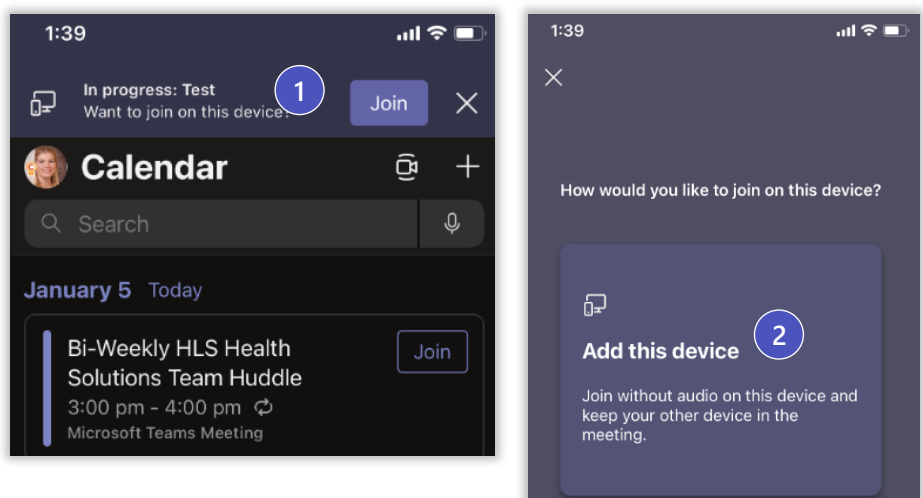 1:39
In progress: Test
Want to join on this device?
1
Join
Calendar
Search
January 5 Today
Bi-Weekly HLS Health
Solutions Team Huddle
Join
3:00 pm - 4:00 pm
Microsoft Teams Meeting
1:39
How would you like to join on this device?
Add this device
2
Join without audio on this device and
keep your other device in the
meeting.